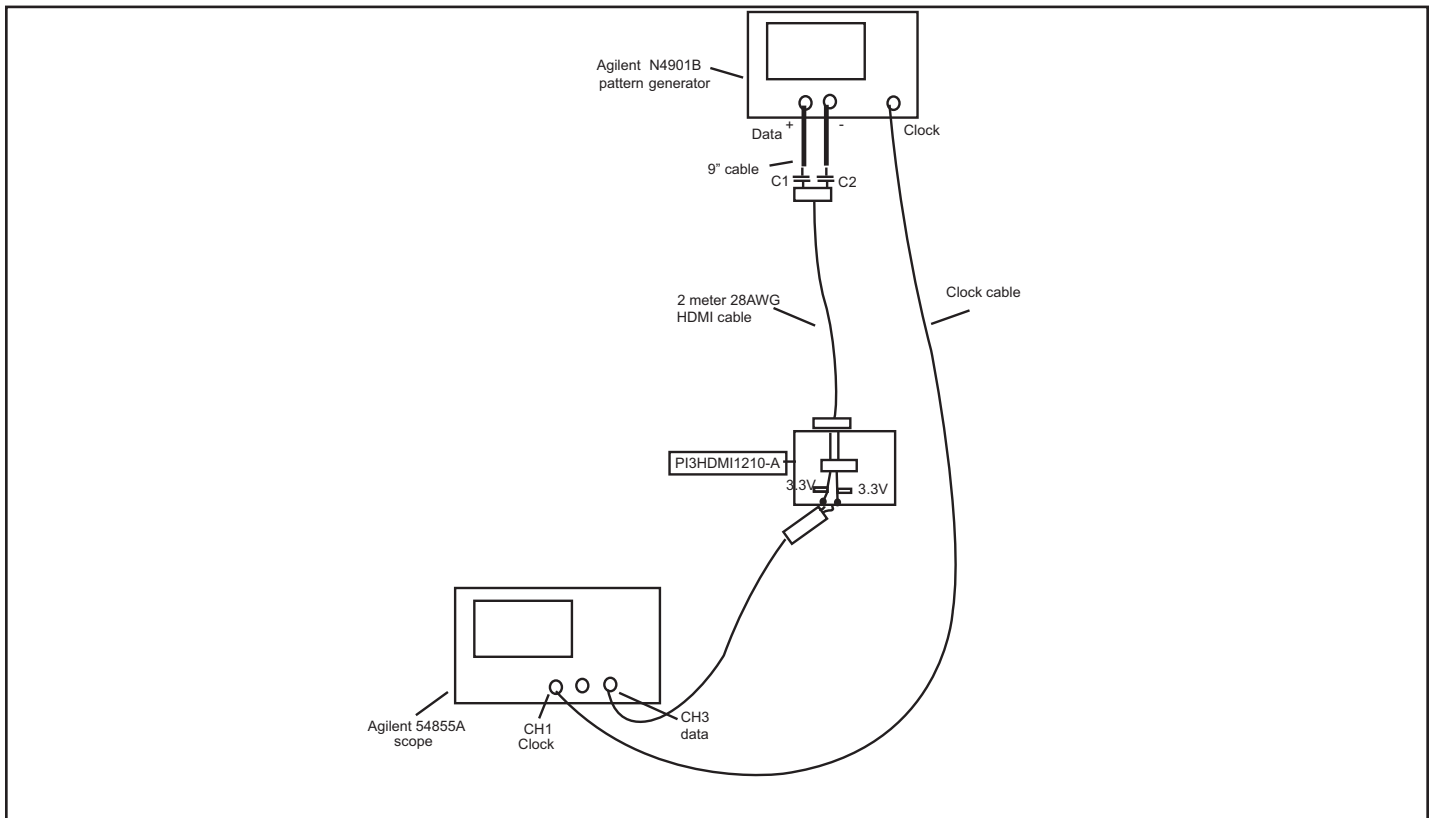 Agilent N4901B
pattern generator
Data
+
-
Clock
9” cable
C1
C2
2 meter 28AWG
HDMI cable
Clock cable
PI3HDMI1210-A
3.3V
3.3V
Agilent 54855A
scope
CH1
Clock
CH3
data